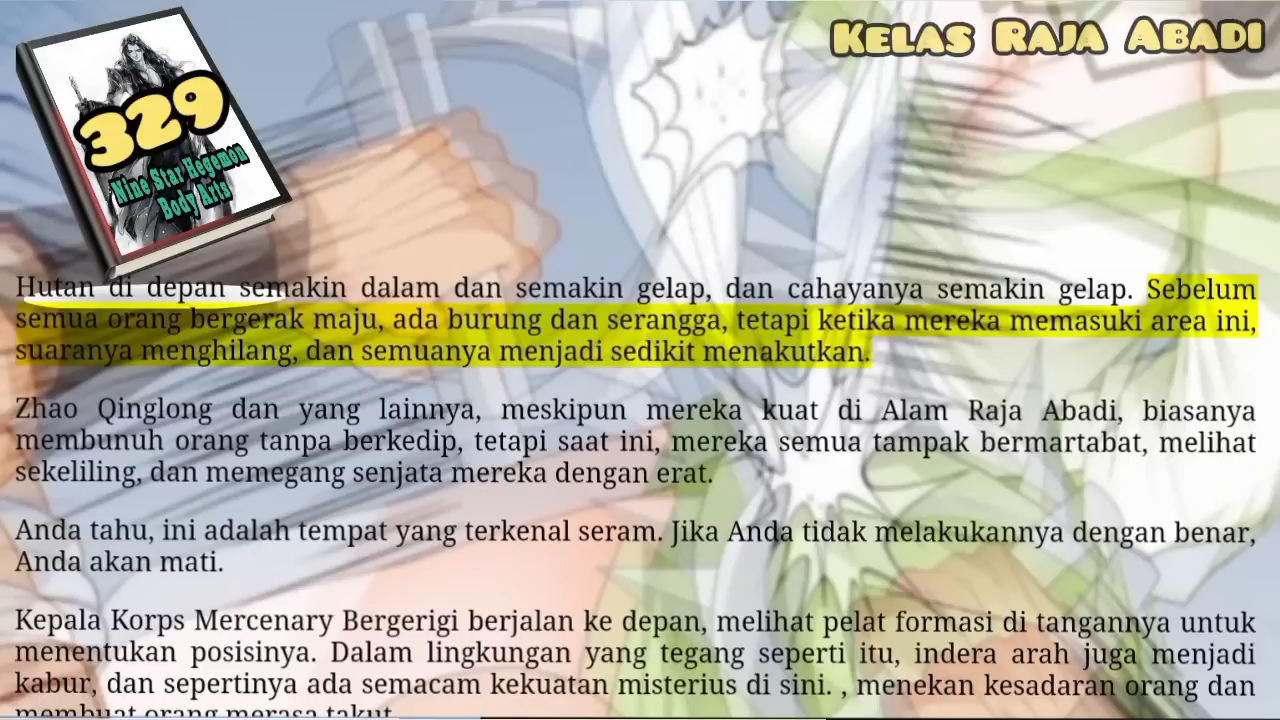 Kelas Raja Abadi
329
Nine Star Hegemon
Body Arts
Hutan di depan semakin dalam dan semakin gelap, dan cahayanya semakin gelap. Sebelum
semua orang bergerak maju, ada burung dan serangga, tetapi ketika mereka memasuki area ini,
suaranya menghilang, dan semuanya menjadi sedikit menakutkan.
Zhao Qinglong dan yang lainnya, meskipun mereka kuat di Alam Raja Abadi, biasanya
membunuh orang tanpa berkedip, tetapi saat ini, mereka semua tampak bermartabat, melihat
sekeliling, dan memegang senjata mereka dengan erat.
Anda tahu, ini adalah tempat yang terkenal seram. Jika Anda tidak melakukannya dengan benar,
Anda akan mati.
Kepala Korps Mercenary Bergerigi berjalan ke depan, melihat pelat formasi di tangannya untuk
menentukan posisinya. Dalam lingkungan yang tegang seperti itu, indera arah juga menjadi
kabur, dan sepertinya ada semacam kekuatan misterius di sini. , menekan kesadaran orang dan
membuat orang merasa takut.